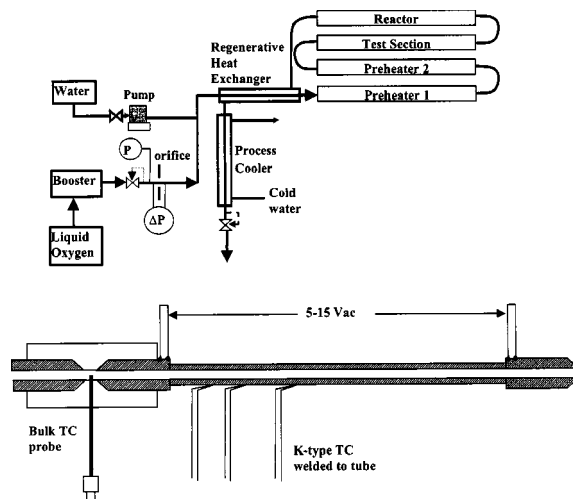 Reactor
Test Section
Preheater 2
Preheater 1
Regenerative
Heat
Exchanger
Water
Pump
P
orifice
Booster
ΔP
Liquid
Oxygen
Process
Cooler
Cold
water
5-15 Vac
Bulk TC
probe
K-type TC
welded to tube